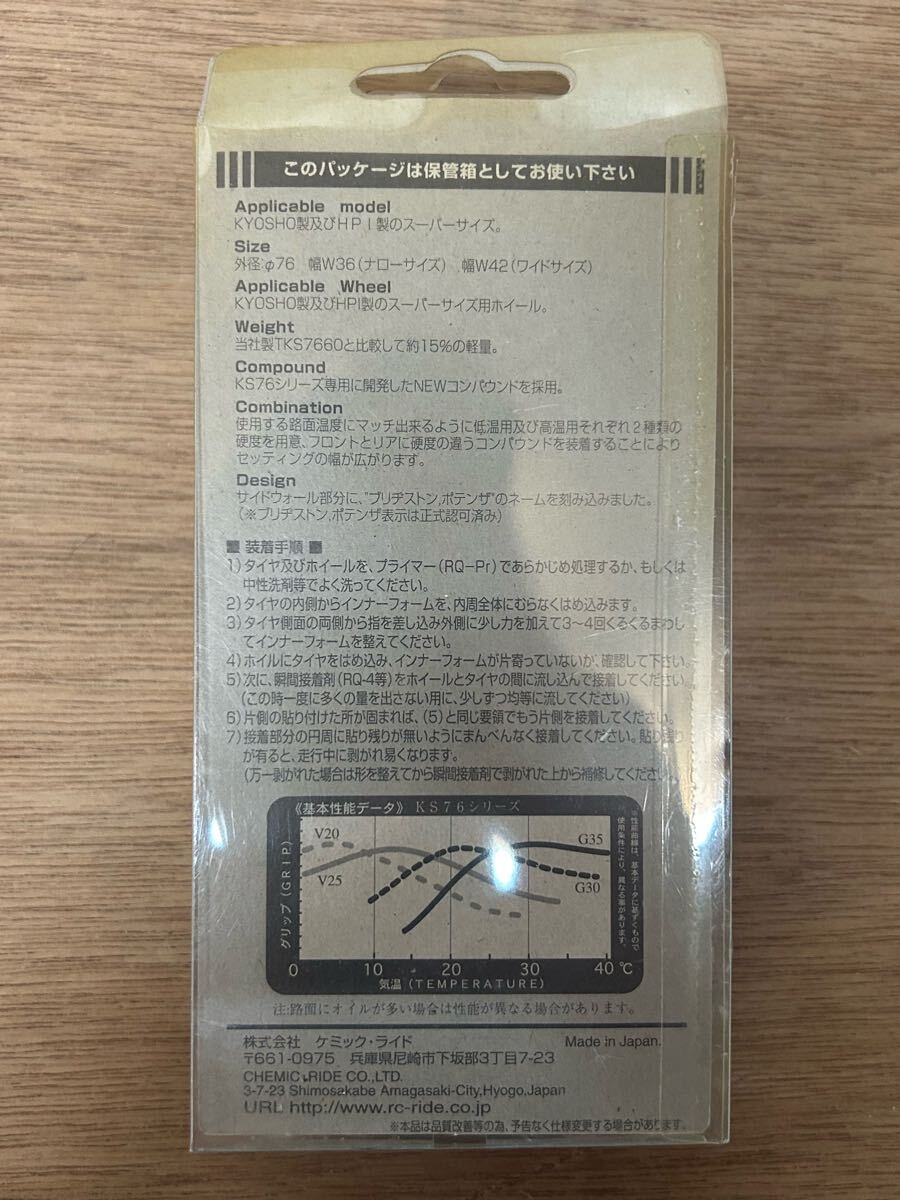 このパッケージは保管箱としてお使い下さい
Applicable model
KYOSHO製及びHPI製のスーパーサイズ。
Size
外径:φ76 幅W36(ナローサイズ) 幅W42(ワイドサイズ)
Applicable Wheel
KYOSHO製及びHPI製のスーパーサイズ用ホイール。
Weight
当社製TKS7660と比較して約15%の軽量。
Compound
KS76シリーズ専用に開発したNEWコンパウンドを採用。
Combination
使用する路面温度にマッチ出来るように低温用及び高温用それぞれ2種類の
硬度を用意、フロントとリアに硬度の違うコンパウンドを装着することにより
セッティングの幅が広がります。
Design
サイドウォール部分に、"ブリヂストン,ポテンザ"のネームを刻み込みました。
(※ブリヂストン,ポテンザ表示は正式認可済み)
■ 装着手順 ■
1)タイヤ及びホイールを、プライマー(RQ-Pr)であらかじめ処理するか、もしくは
中性洗剤等でよく洗ってください。
2)タイヤの内側からインナーフォームを、内周全体にむらなくはめ込みます。
3)タイヤ側面の両側から指を差し込み外側に少し力を加えて3〜4回くるくるまわし
てインナーフォームを整えてください。
4)ホイルにタイヤをはめ込み、インナーフォームが片寄っていないか、確認して下さい。
5)次に、瞬間接着剤(RQ-4等)をホイールとタイヤの間に流し込んで接着してください。
(この時一度に多くの量を出さない用に、少しずつ均等に流してください)
6)片側の貼り付けた所が固まれば、(5)と同じ要領でもう片側を接着してください。
7)接着部分の円周に貼り残りが無いようにまんべんなく接着してください。貼り残り
が有ると、走行中に剥がれ易くなります。
(万一剥がれた場合は形を整えてから瞬間接着剤で剥がれた上から補修してください。)
《基本性能データ》 KS76シリーズ
V20
V25
G35
G30
グリップ(GRIP)
※性能曲線は、基本データに基ずくもので
使用条件により、異なる事があります。
0 10 20 30 40 ℃
気温(TEMPERATURE)
注:路面にオイルが多い場合は性能が異なる場合があります。
株式会社 ケミック・ライド Made in Japan.
〒661-0975 兵庫県尼崎市下坂部3丁目7-23
CHEMIC RIDE CO.,LTD.
3-7-23 Shimosakabe Amagasaki-City,Hyogo,Japan
URL http://www.rc-ride.co.jp
※本品は品質改善等の為、予告なく仕様変更する場合があります。